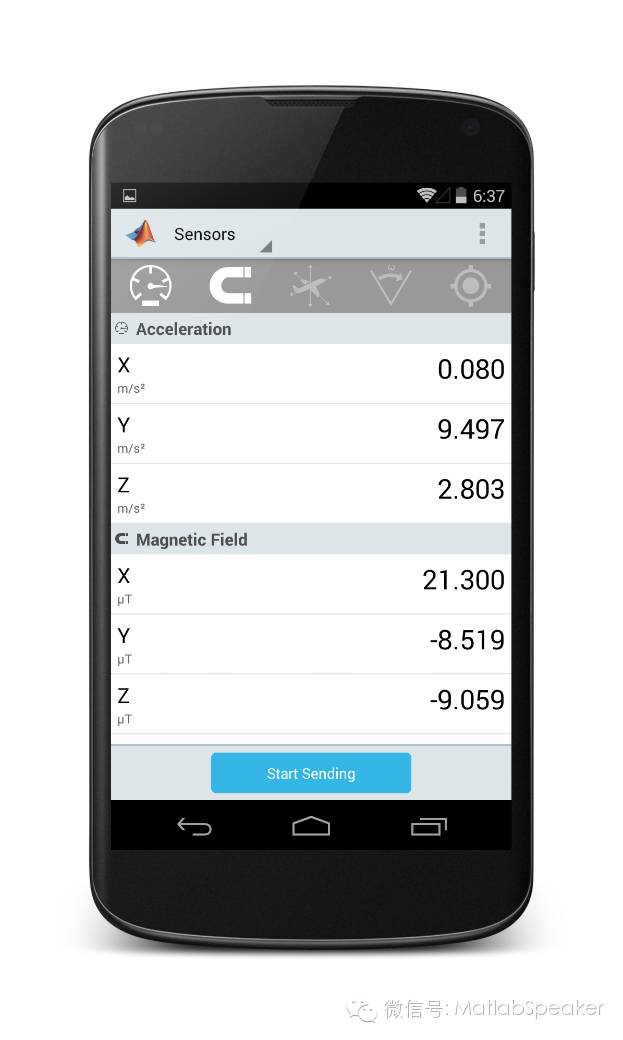 6:37
Sensors
Acceleration
X 0.080
m/s²
Y 9.497
m/s²
Z 2.803
m/s²
Magnetic Field
X 21.300
µT
Y -8.519
µT
Z -9.059
µT
Start Sending
微信号: MatlabSpeaker